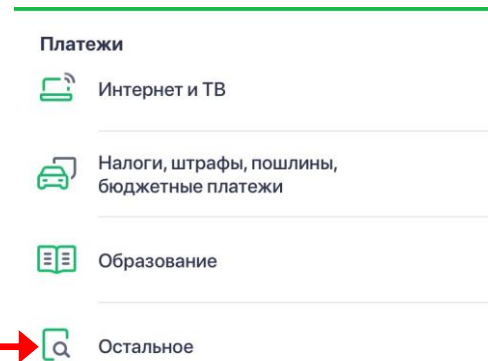 Платежи
Интернет и ТВ
Налоги, штрафы, пошлины,
бюджетные платежи
Образование
Остальное